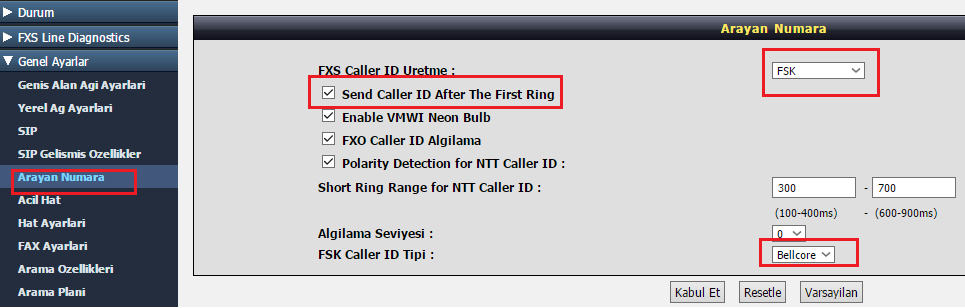 Durum
FXS Line Diagnostics
Genel Ayarlar
Genis Alan Agi Ayarlari
Yerel Ag Ayarlari
SIP
SIP Gelismis Ozellikler
Arayan Numara
Acil Hat
Hat Ayarlari
FAX Ayarlari
Arama Ozellikleri
Arama Plani
Arayan Numara
FXS Caller ID Uretme : FSK
Send Caller ID After The First Ring
Enable VMWI Neon Bulb
FXO Caller ID Algilama
Polarity Detection for NTT Caller ID :
Short Ring Range for NTT Caller ID : 300 - 700
(100-400ms) - (600-900ms)
Algilama Seviyesi : 0
FSK Caller ID Tipi : Bellcore
Kabul Et Resetle Varsayilan